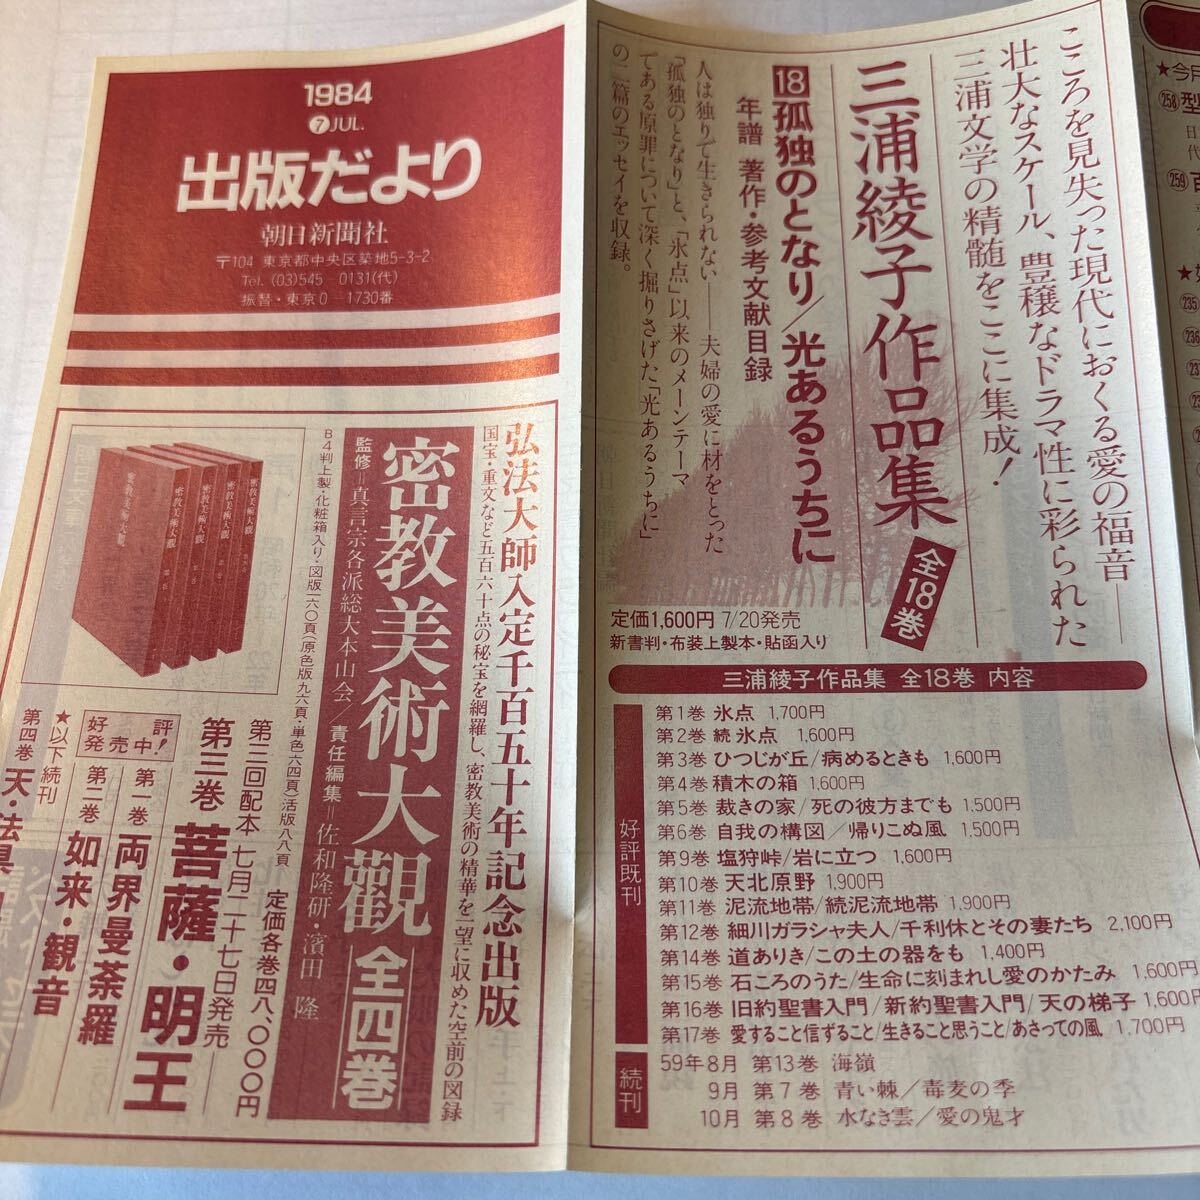 1984
7 JUL.
出版だより
朝日新聞社
〒104 東京都中央区築地5-3-2
Tel. (03)545 0131(代)
振替・東京0―1730番
弘法大師入定千百五十年記念出版
国宝・重文など五百六十点の秘宝を網羅し、密教美術の精華を一望に収めた空前の図録
密教美術大觀 全四巻
監修=真言宗各派総大本山会/責任編集=佐和隆研・濱田 隆
B4判上製・化粧箱入り・図版一六〇頁(原色版九六頁・単色六四頁)活版八八頁
定価各巻四八、〇〇〇円
第三回配本 七月二十七日発売
第三巻 菩薩・明王
好評発売中!
第一巻 両界曼荼羅
第二巻 如来・観音
★以下続刊
第四巻 天・法具
密教美術大觀
密教美術大觀
密教美術大觀
密教美術大觀
こころを見失った現代におくる愛の福音――
壮大なスケール、豊穣なドラマ性に彩られた
三浦文学の精髄をここに集成!
三浦綾子作品集 全18巻
18 孤独のとなり/光あるうちに
年譜 著作・参考文献目録
人は独りで生きられない――夫婦の愛に材をとった
「孤独のとなり」と、「氷点」以来のメーンテーマ
である原罪について深く掘りさげた「光あるうちに」
の二篇のエッセイを収録。
定価1,600円 7/20発売
新書判・布装上製本・貼函入り
三浦綾子作品集 全18巻 内容
好評既刊
第1巻 氷点 1,700円
第2巻 続 氷点 1,600円
第3巻 ひつじが丘/病めるときも 1,600円
第4巻 積木の箱 1,600円
第5巻 裁きの家/死の彼方までも 1,500円
第6巻 自我の構図/帰りこぬ風 1,500円
第9巻 塩狩峠/岩に立つ 1,600円
第10巻 天北原野 1,900円
第11巻 泥流地帯/続泥流地帯 1,900円
第12巻 細川ガラシャ夫人/千利休とその妻たち 2,100円
第14巻 道ありき/この土の器をも 1,400円
第15巻 石ころのうた/生命に刻まれし愛のかたみ 1,600円
第16巻 旧約聖書入門/新約聖書入門/天の梯子 1,600円
第17巻 愛すること信ずること/生きること思うこと/あさっての風 1,700円
続刊
59年8月 第13巻 海嶺
9月 第7巻 青い棘/毒麦の季
10月 第8巻 水なき雲/愛の鬼才
★今月
258 型
259
235
236